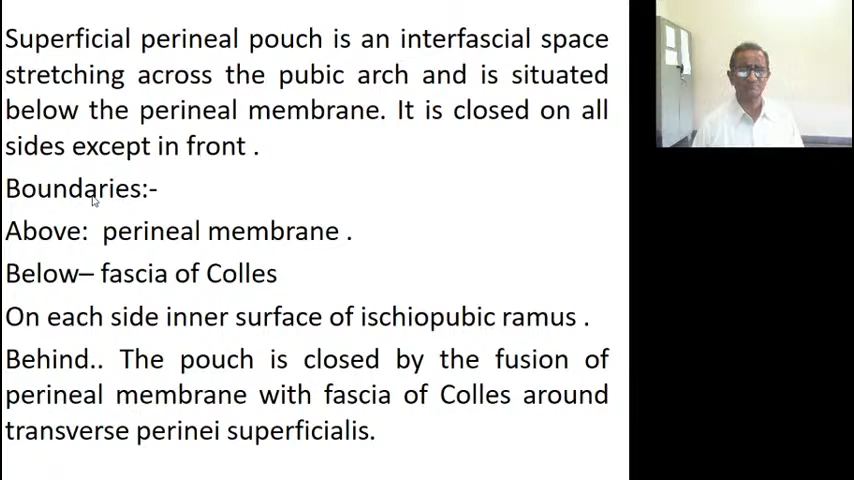 Superficial perineal pouch is an interfascial space
stretching across the pubic arch and is situated
below the perineal membrane. It is closed on all
sides except in front .
Boundaries:-
Above:  perineal membrane .
Below– fascia of Colles
On each side inner surface of ischiopubic ramus .
Behind.. The pouch is closed by the fusion of
perineal membrane with fascia of Colles around
transverse perinei superficialis.